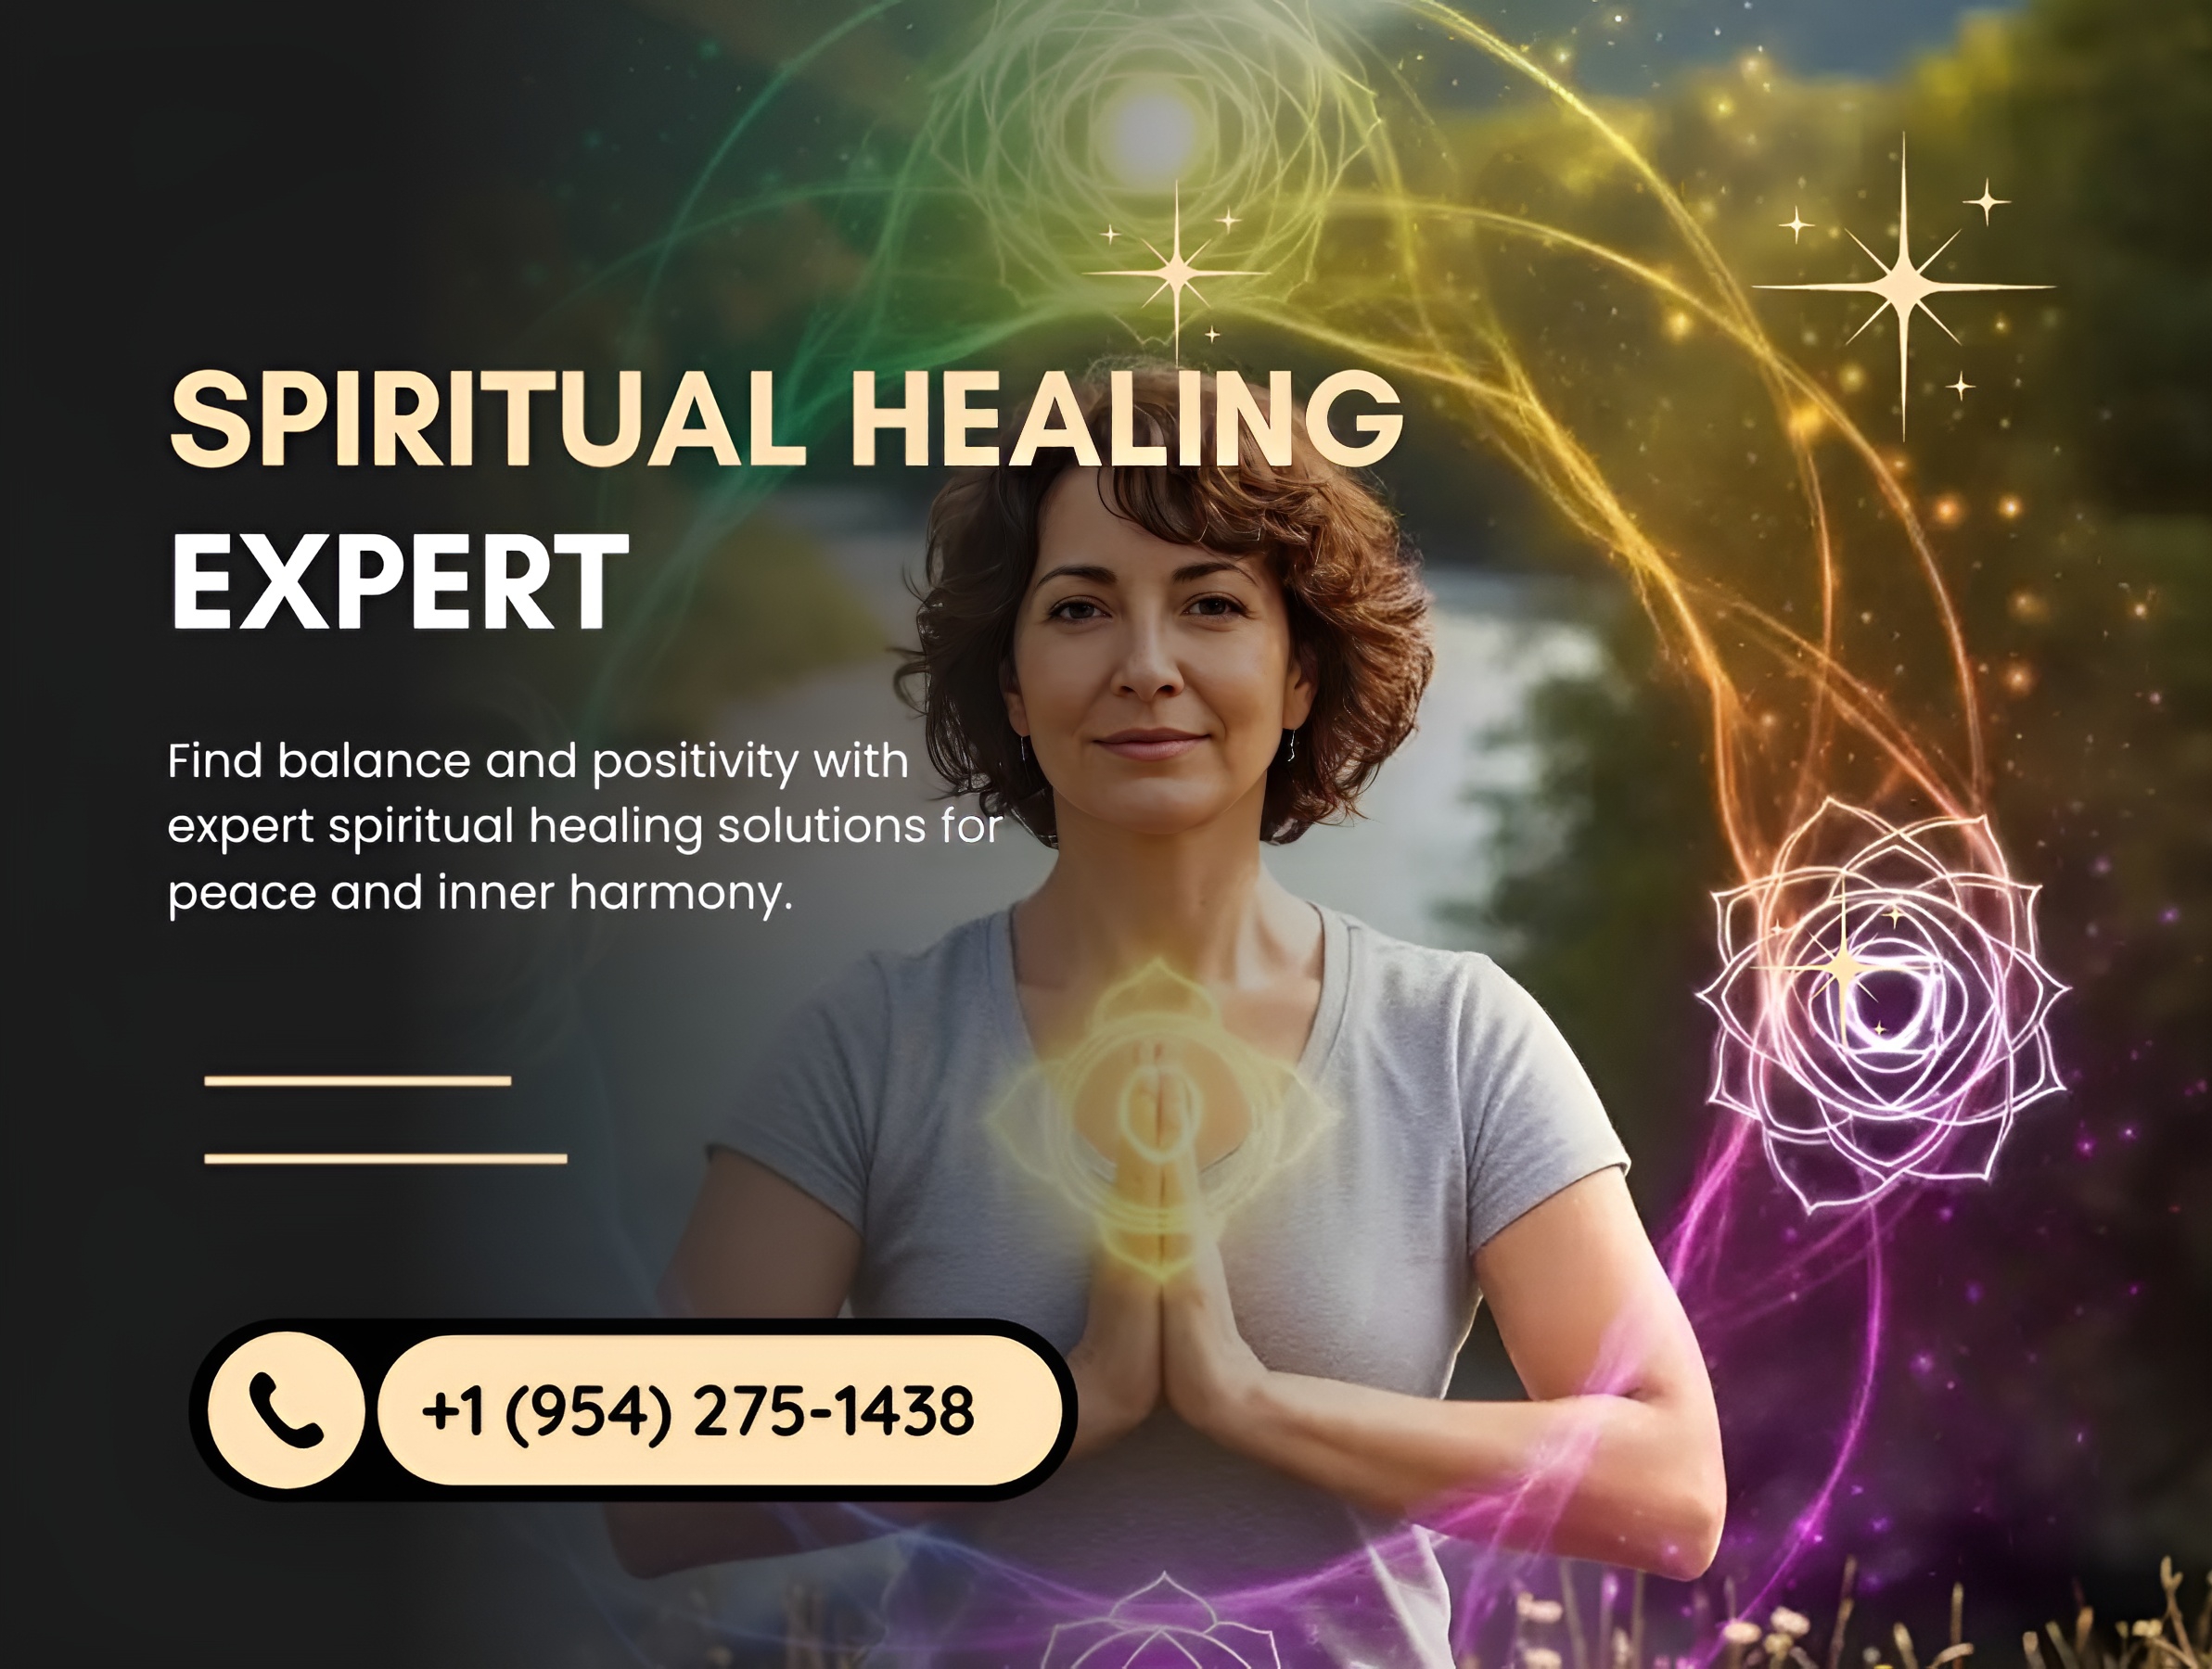 SPIRITUAL HEALING
EXPERT
Find balance and positivity with
expert spiritual healing solutions for
peace and inner harmony.
+1 (954) 275-1438